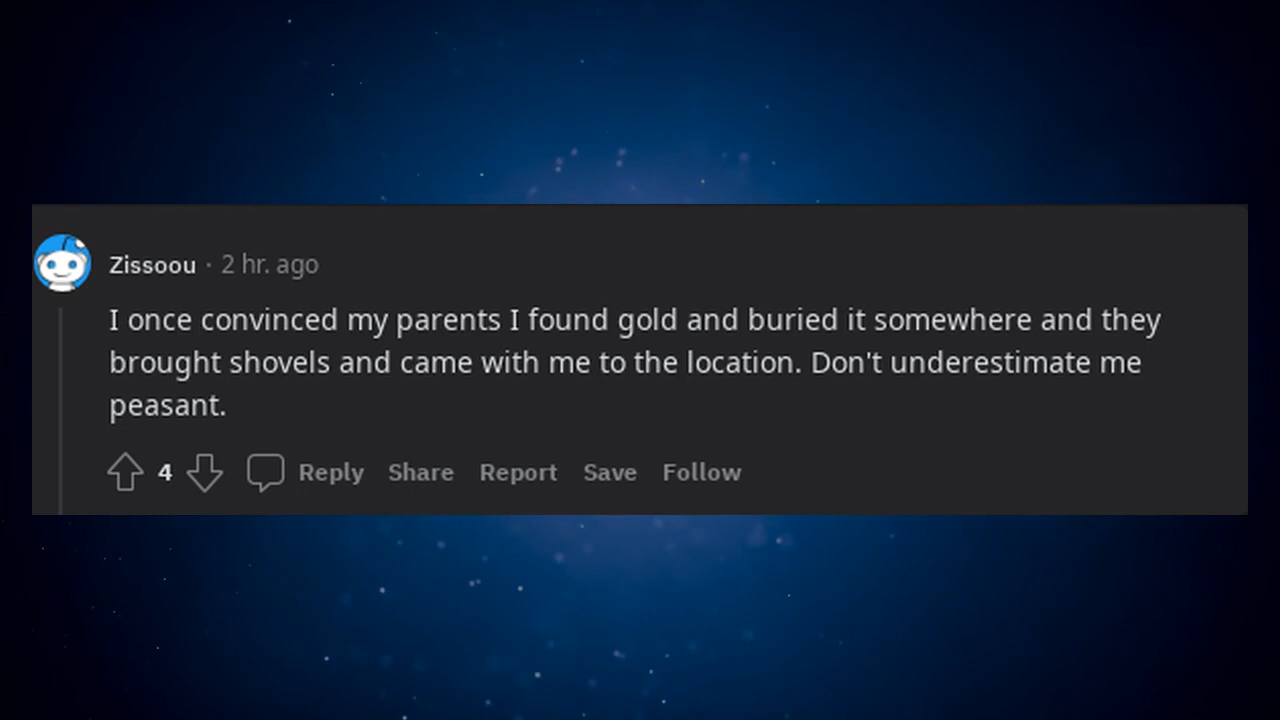 Zissoou · 2 hr. ago
I once convinced my parents I found gold and buried it somewhere and they
brought shovels and came with me to the location. Don't underestimate me
peasant.
4 Reply Share Report Save Follow